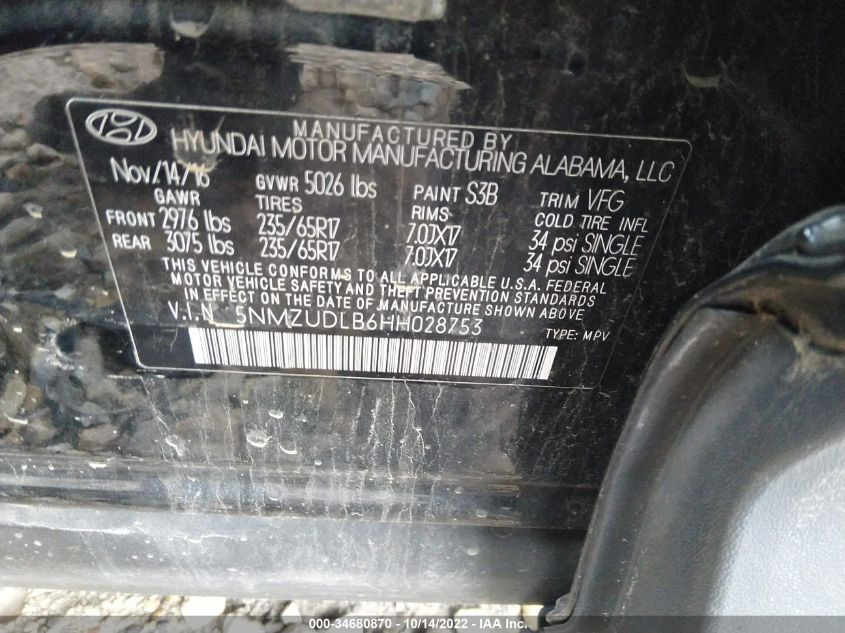 MANUFACTURED BY
HYUNDAI MOTOR MANUFACTURING ALABAMA, LLC
Nov/14/16 GVWR 5026 lbs PAINT S3B TRIM VFG
GAWR TIRES RIMS COLD TIRE INFL
FRONT 2976 lbs 235/65R17 7.0JX17 34 psi SINGLE
REAR 3075 lbs 235/65R17 7.0JX17 34 psi SINGLE
THIS VEHICLE CONFORMS TO ALL APPLICABLE U.S.A. FEDERAL
MOTOR VEHICLE SAFETY AND THEFT PREVENTION STANDARDS
IN EFFECT ON THE DATE OF MANUFACTURE SHOWN ABOVE.
V.I.N 5NMZUDLB6HH028753 TYPE: MPV
000-34680870 / 10/14/2022 - IAA Inc.